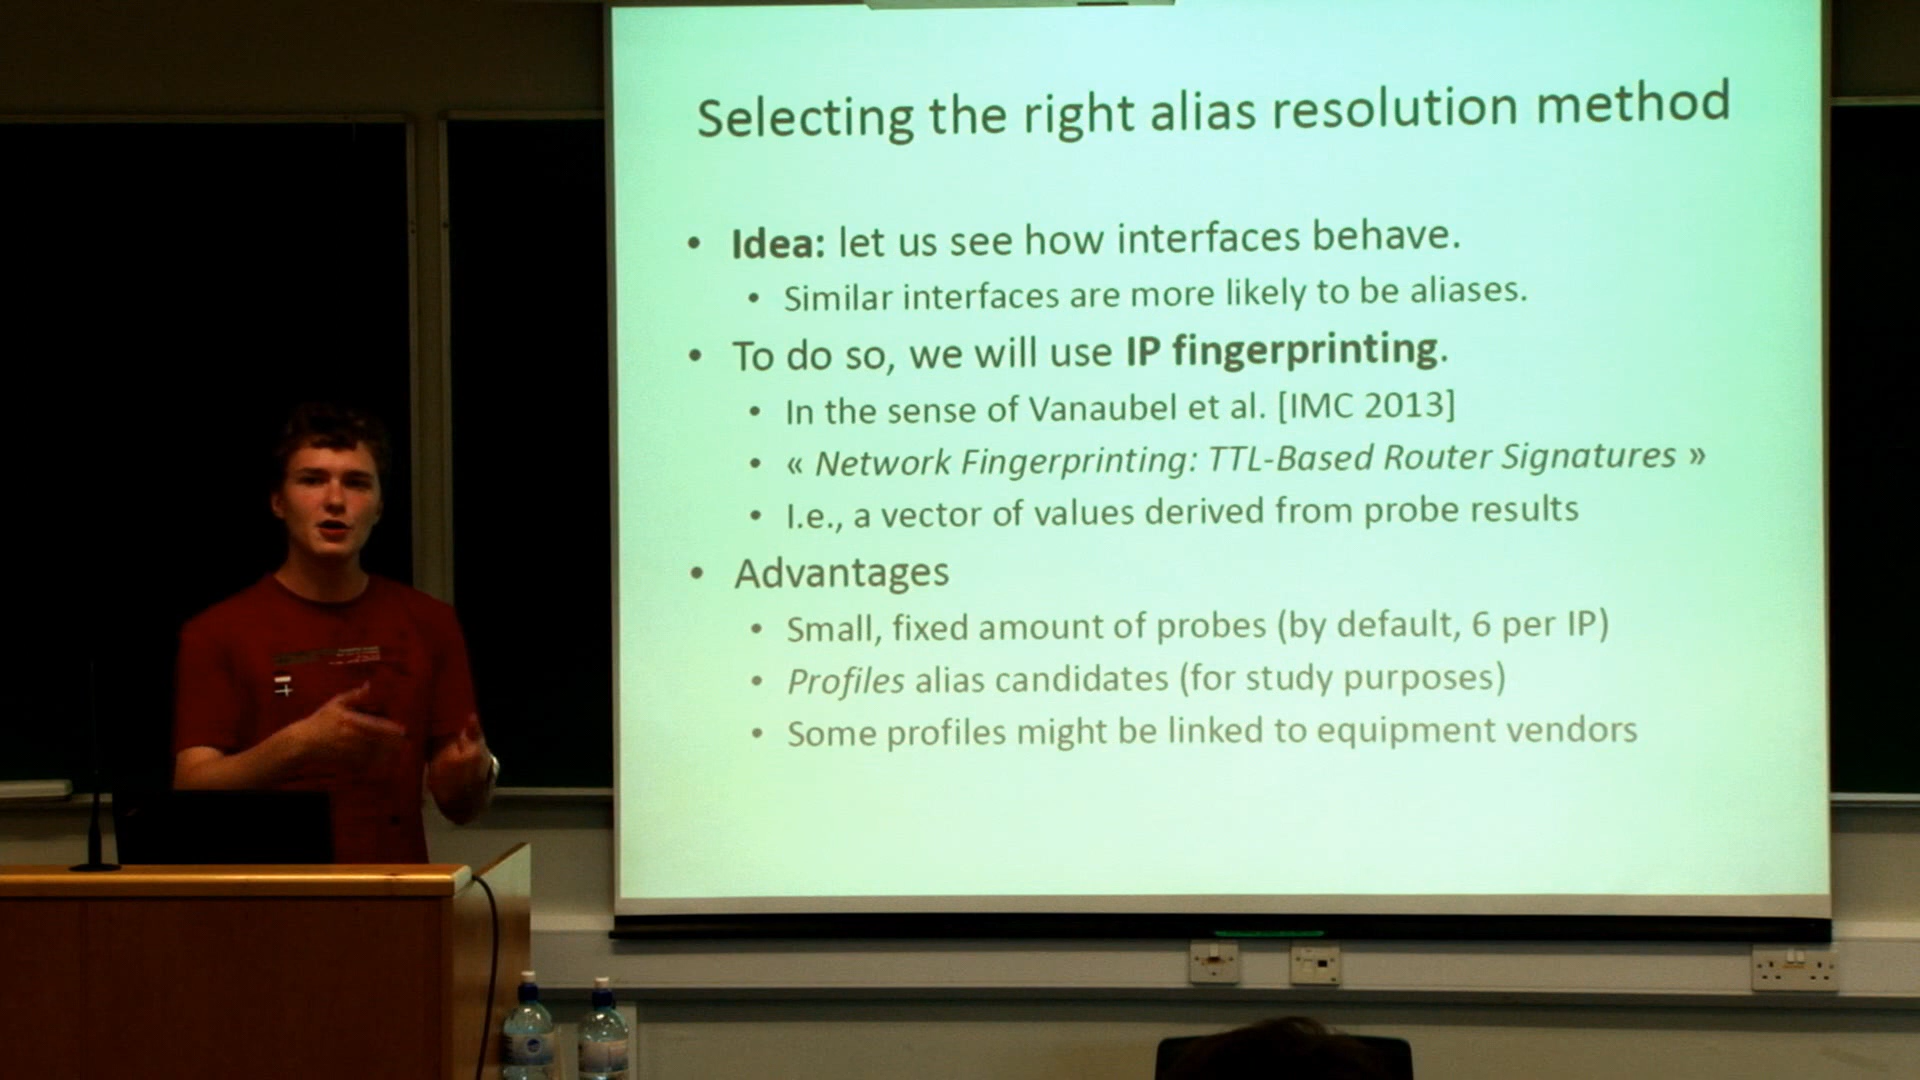 Selecting the right alias resolution method
• Idea: let us see how interfaces behave.
• Similar interfaces are more likely to be aliases.
• To do so, we will use IP fingerprinting.
• In the sense of Vanaubel et al. [IMC 2013]
• « Network Fingerprinting: TTL-Based Router Signatures »
• I.e., a vector of values derived from probe results
• Advantages
• Small, fixed amount of probes (by default, 6 per IP)
• Profiles alias candidates (for study purposes)
• Some profiles might be linked to equipment vendors